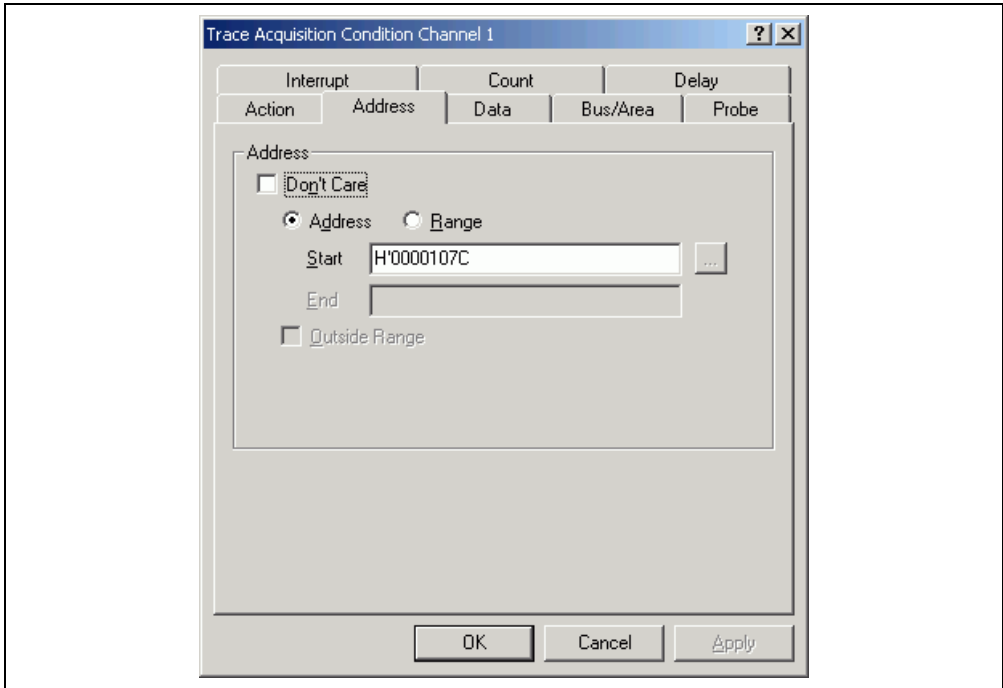 Trace Acquisition Condition Channel 1
Interrupt Count Delay
Action Address Data Bus/Area Probe
Address
Don't Care
Address Range
Start H'0000107C ...
End
Outside Range
OK Cancel Apply